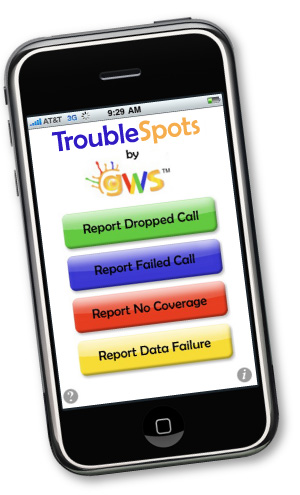 AT&T 3G 9:29 AM
TroubleSpots
by
gws™
Report Dropped Call
Report Failed Call
Report No Coverage
Report Data Failure
? i